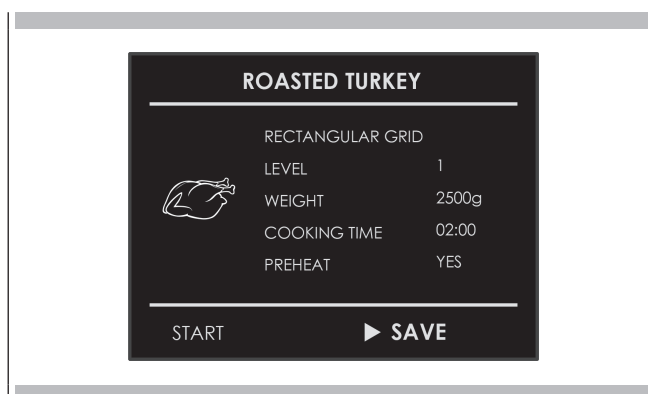 ROASTED TURKEY
RECTANGULAR GRID
LEVEL 1
WEIGHT 2500g
COOKING TIME 02:00
PREHEAT YES
START ▶ SAVE